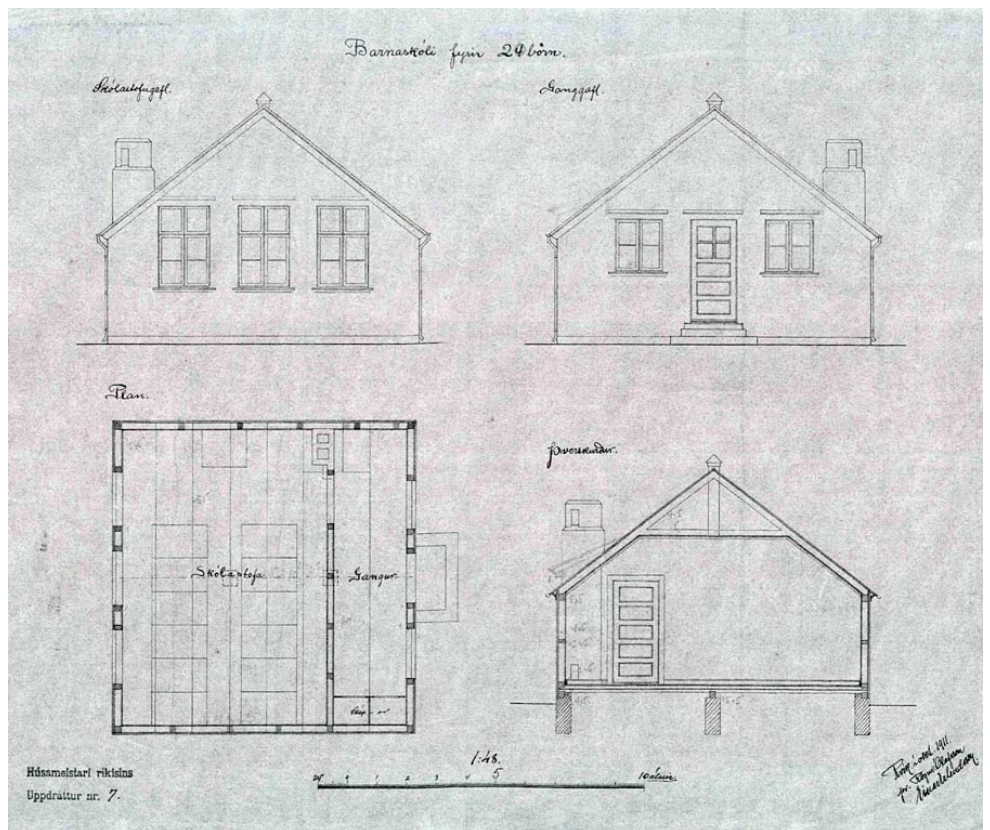 Barnaskóli fyrir 24 börn.
Skólastofugafl.
Ganggafl.
Plan.
Þverskurður.
Skólastofa
Gangur.
1:48.
5
10 álnir.
Húsameistari ríkisins
Uppdráttur nr. 7.
1911